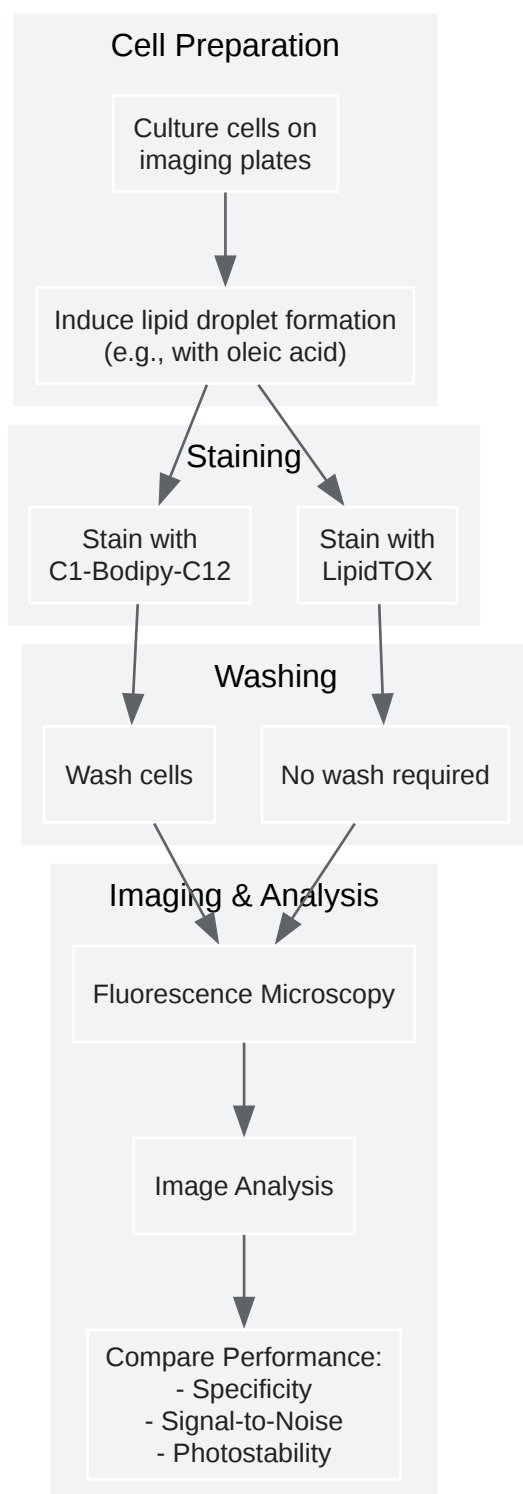 Cell Preparation
Culture cells on
imaging plates
Induce lipid droplet formation
(e.g., with oleic acid)
Staining
Stain with
C1-Bodipy-C12
Stain with
LipidTOX
Washing
Wash cells
No wash required
Imaging & Analysis
Fluorescence Microscopy
Image Analysis
Compare Performance:
- Specificity
- Signal-to-Noise
- Photostability